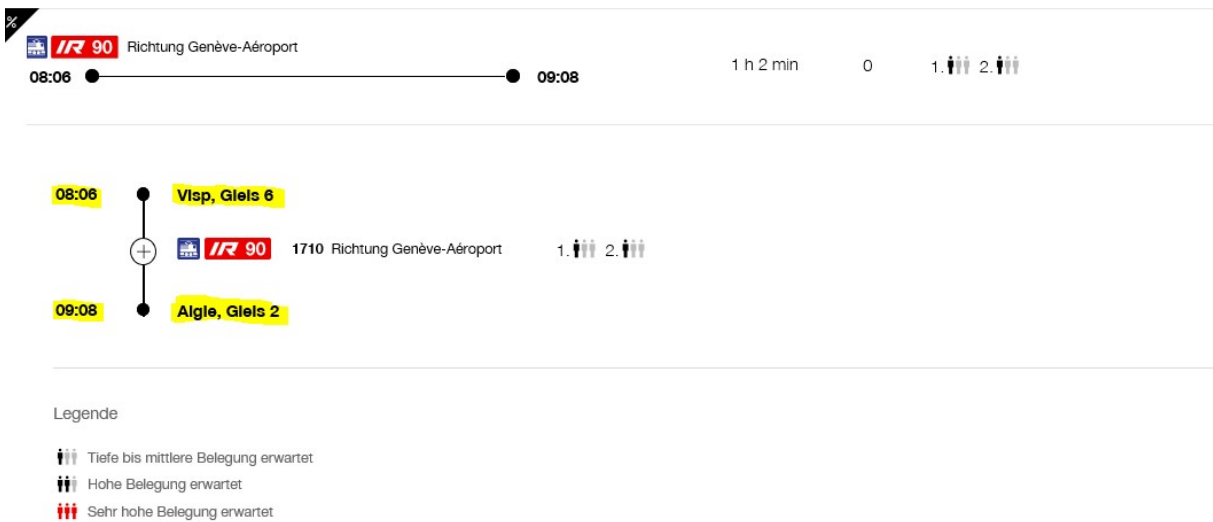 %
IR 90 Richtung Genève-Aéroport
08:06 09:08 1 h 2 min 0 1. 2.
08:06 Visp, Gleis 6
IR 90 1710 Richtung Genève-Aéroport 1. 2.
09:08 Aigle, Gleis 2
Legende
Tiefe bis mittlere Belegung erwartet
Hohe Belegung erwartet
Sehr hohe Belegung erwartet